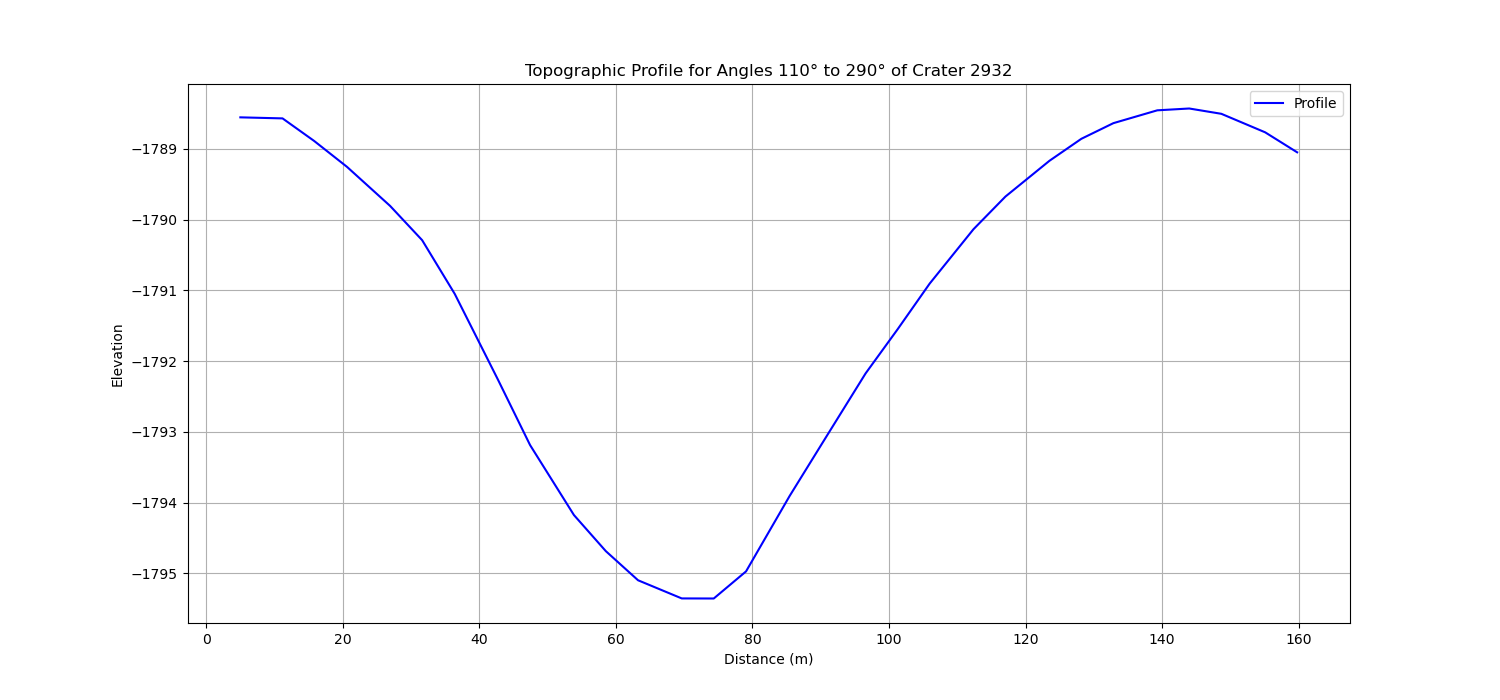 Topographic Profile for Angles 110° to 290° of Crater 2932
Profile
−1789
−1790
−1791
−1792
−1793
−1794
−1795
Elevation
0 20 40 60 80 100 120 140 160
Distance (m)